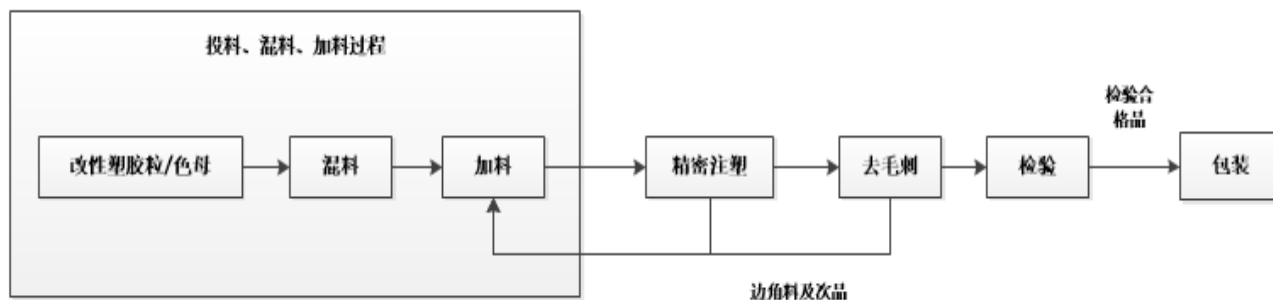 投料、混料、加料过程
检验合
格品
改性塑胶粒/色母
混料
加料
精密注塑
去毛刺
检验
包装
边角料及次品